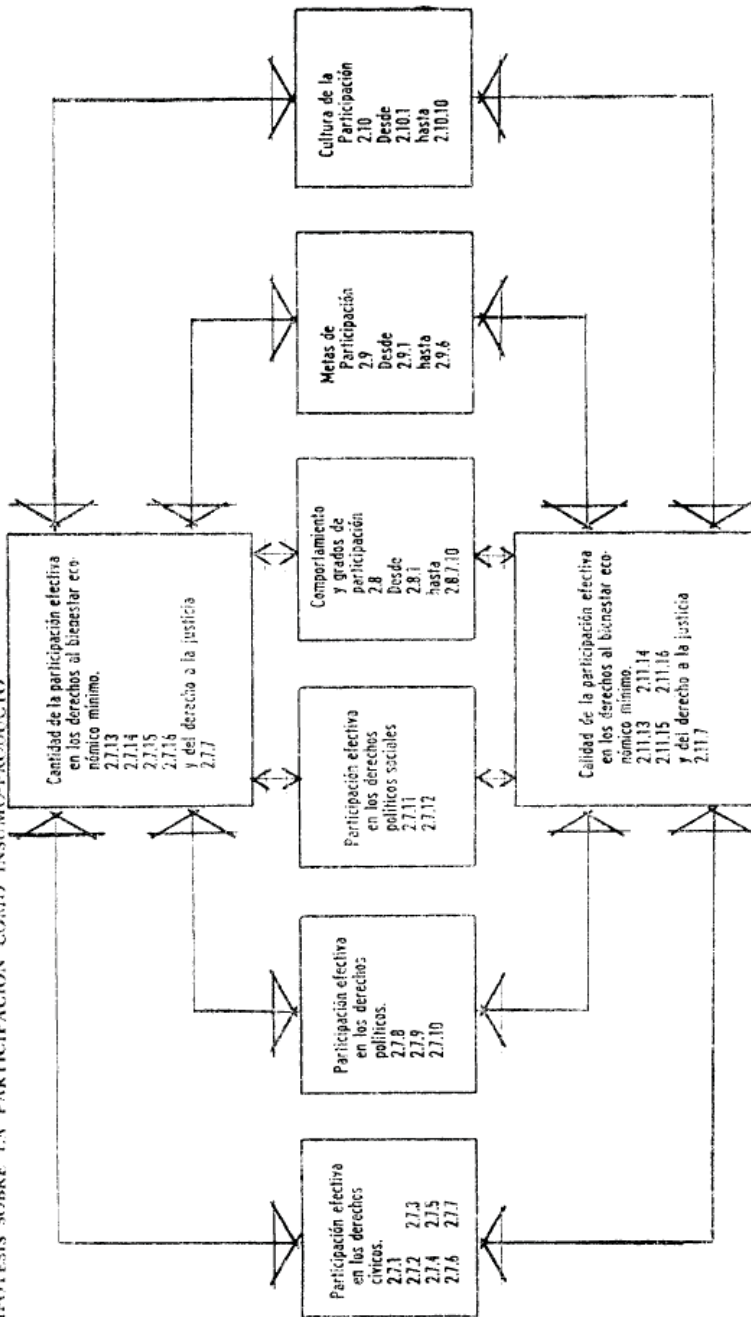 SOBRE LA PARTICIPACIÓN COMO INSUMO-PRODUCTO
Cantidad de la participación efectiva
en los derechos al bienestar eco-
nómico mínimo.
2.7.13
2.7.14
2.7.15
2.7.16
y del derecho a la justicia
2.7.7
Participación efectiva
en los derechos
cívicos.
2.7.1
2.7.2 2.7.3
2.7.4 2.7.5
2.7.6 2.7.7
Participación efectiva
en los derechos
políticos.
2.7.8
2.7.9
2.7.10
Participación efectiva
en los derechos
políticos sociales
2.7.11
2.7.12
Comportamiento
y grados de
participación
2.8
Desde
2.8.1
hasta
2.8.7.10
Metas de
Participación
2.9
Desde
2.9.1
hasta
2.9.6
Cultura de la
Participación
2.10
Desde
2.10.1
hasta
2.10.10
Calidad de la participación efectiva
en los derechos al bienestar eco-
nómico mínimo.
2.11.13 2.11.14
2.11.15 2.11.16
y del derecho a la justicia
2.11.7